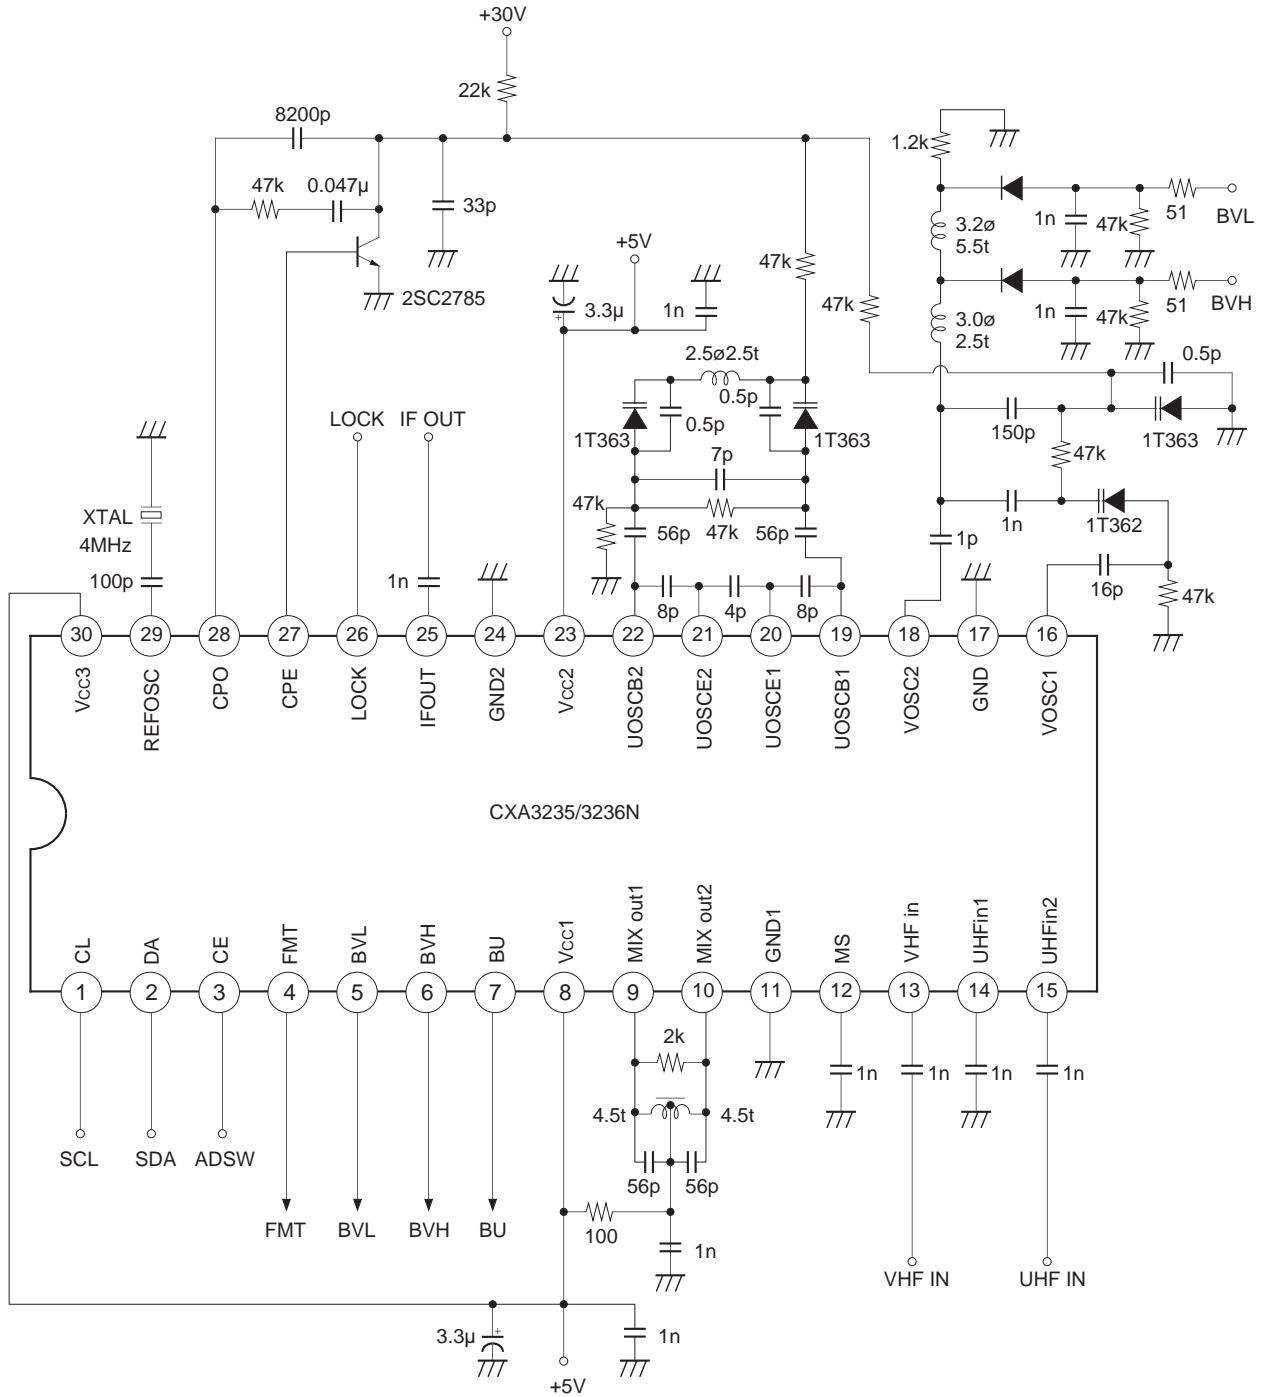 +30V
22k
8200p
1.2k
47k
0.047µ
33p
2SC2785
+5V
3.3µ
1n
47k
47k
3.2ø
5.5t
1n
47k
51
BVL
3.0ø
2.5t
1n
47k
51
BVH
2.5ø2.5t
0.5p
0.5p
0.5p
1T363
1T363
150p
1T363
LOCK
IF OUT
7p
47k
47k
47k
56p
56p
1n
1T362
XTAL
4MHz
100p
1n
1p
16p
47k
8p
4p
8p
30
29
28
27
26
25
24
23
22
21
20
19
18
17
16
Vcc3
REFOSC
CPO
CPE
LOCK
IFOUT
GND2
Vcc2
UOSCB2
UOSCE2
UOSCE1
UOSCB1
VOSC2
GND
VOSC1
CXA3235/3236N
CL
DA
CE
FMT
BVL
BVH
BU
Vcc1
MIX out1
MIX out2
GND1
MS
VHF in
UHFin1
UHFin2
1
2
3
4
5
6
7
8
9
10
11
12
13
14
15
2k
1n
1n
1n
1n
4.5t
4.5t
SCL
SDA
ADSW
56p
56p
FMT
BVL
BVH
BU
100
1n
VHF IN
UHF IN
3.3µ
1n
+5V